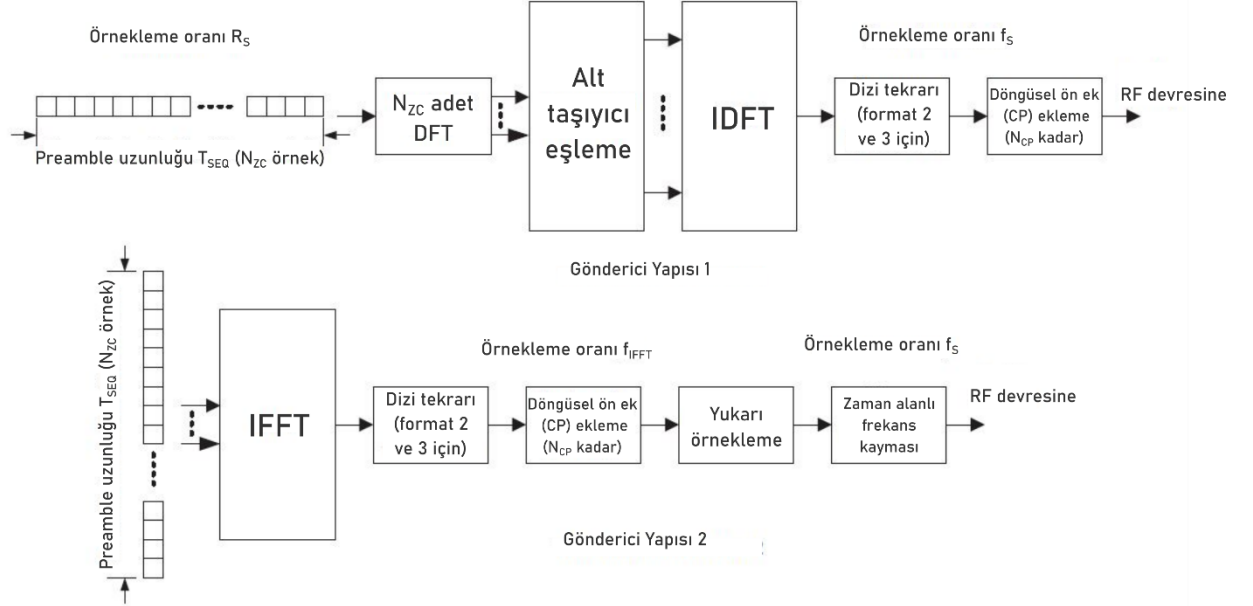 Örnekleme oranı R_S
Örnekleme oranı f_S
Preamble uzunluğu T_SEQ (N_ZC örnek)
N_ZC adet
DFT
Alt
taşıyıcı
eşleme
IDFT
Dizi tekrarı
(format 2
ve 3 için)
Döngüsel ön ek
(CP) ekleme
(N_CP kadar)
RF devresine
Gönderici Yapısı 1
Preamble uzunluğu T_SEQ (N_ZC örnek)
IFFT
Örnekleme oranı f_IFFT
Örnekleme oranı f_S
Dizi tekrarı
(format 2
ve 3 için)
Döngüsel ön ek
(CP) ekleme
(N_CP kadar)
Yukarı
örnekleme
Zaman alanlı
frekans
kayması
RF devresine
Gönderici Yapısı 2